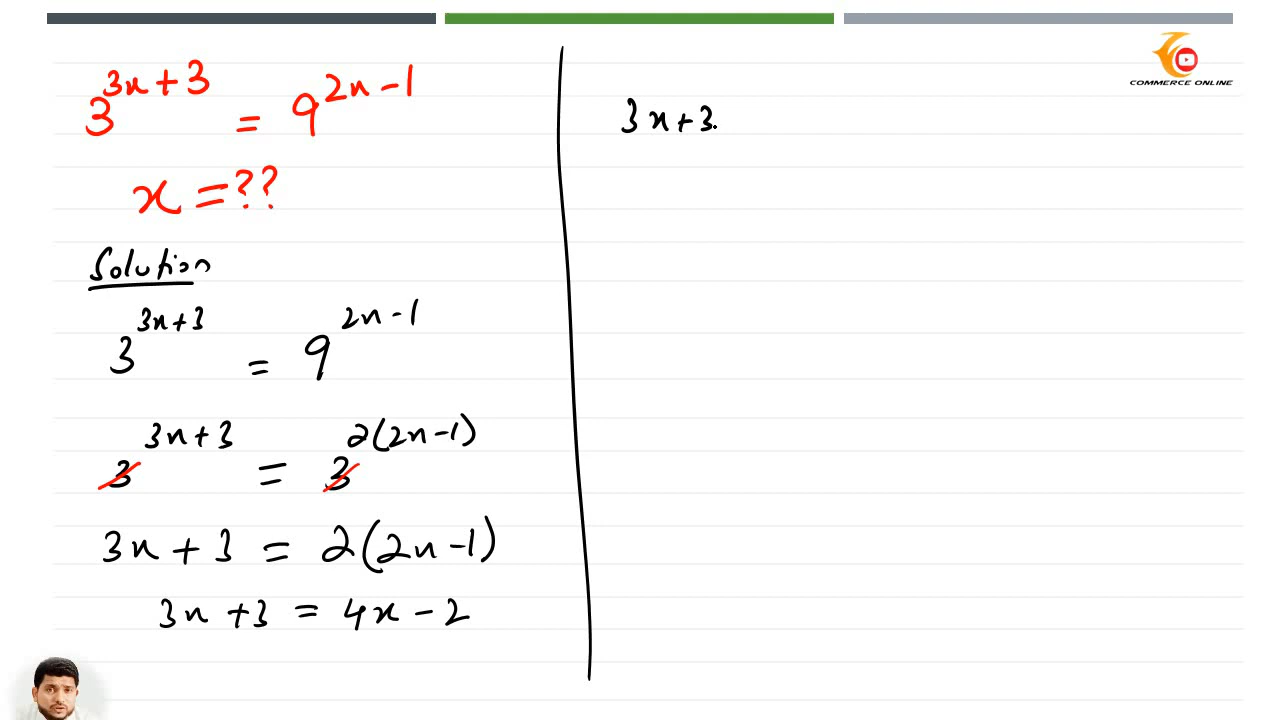 3^{3x+3} = 9^{2x-1}
x = ??
Solution
3^{3x+3} = 9^{2x-1}
3^{3x+3} = 3^{2(2x-1)}
3x + 3 = 2(2x-1)
3x + 3 = 4x - 2
3x + 3
COMMERCE ONLINE